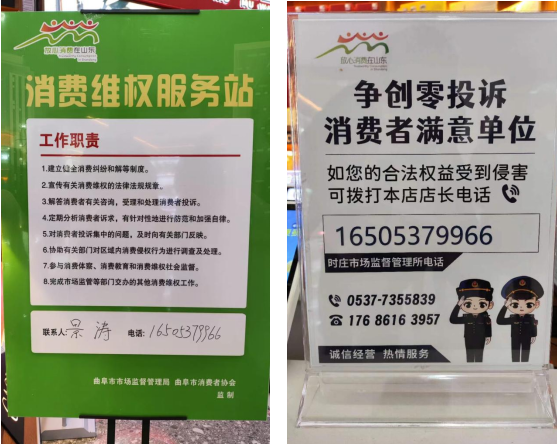 放心消费在山东
消费维权服务站
工作职责
1.建立健全消费纠纷和解等制度。
2.宣传有关消费维权的法律法规规章。
3.解答消费者有关咨询，受理和处理消费者投诉。
4.定期分析消费者诉求，有针对性地进行防范和加强自律。
5.对消费者投诉集中的问题，及时向有关部门反映。
6.协助有关部门对区域内消费侵权行为进行调查及处理。
7.参与消费体察、消费教育和消费维权社会监督。
8.完成市场监管等部门交办的其他消费维权工作。
联系人:景涛 电话:16505379966
曲阜市市场监督管理局 曲阜市消费者协会
监制
放心消费在山东
争创零投诉
消费者满意单位
如您的合法权益受到侵害
可拨打本店店长电话
16505379966
时庄市场监督管理所电话
0537-7355839
176 8616 3957
诚信经营 热情服务